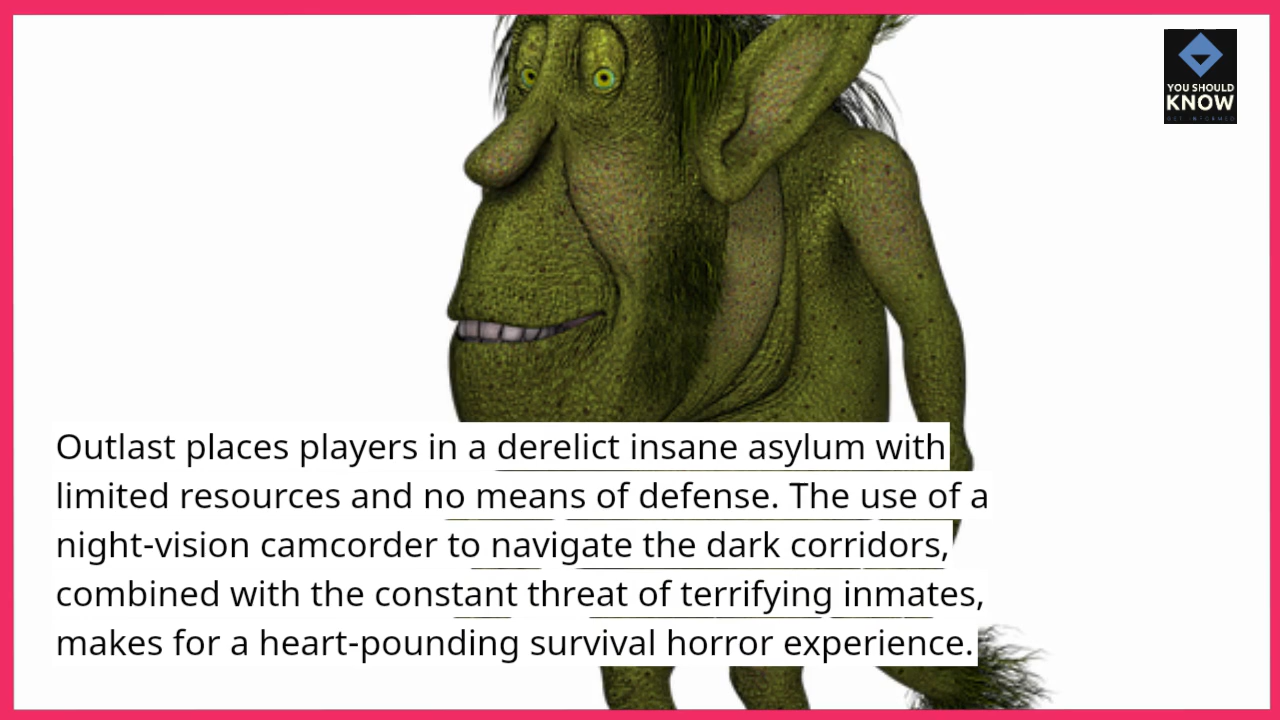 YOU SHOULD
KNOW
GET INFORMED
Outlast places players in a derelict insane asylum with
limited resources and no means of defense. The use of a
night-vision camcorder to navigate the dark corridors,
combined with the constant threat of terrifying inmates,
makes for a heart-pounding survival horror experience.